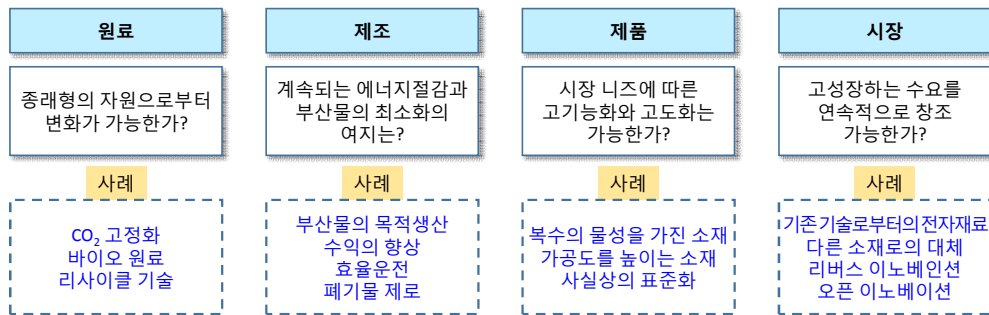 원료
종래형의 자원으로부터
변화가 가능한가?
사례
CO₂ 고정화
바이오 원료
리사이클 기술
제조
계속되는 에너지절감과
부산물의 최소화의
여지는?
사례
부산물의 목적생산
수익의 향상
효율운전
폐기물 제로
제품
시장 니즈에 따른
고기능화와 고도화는
가능한가?
사례
복수의 물성을 가진 소재
가공도를 높이는 소재
사실상의 표준화
시장
고성장하는 수요를
연속적으로 창조
가능한가?
사례
기존기술로부터의전자재료
다른 소재로의 대체
리버스 이노베인션
오픈 이노베이션